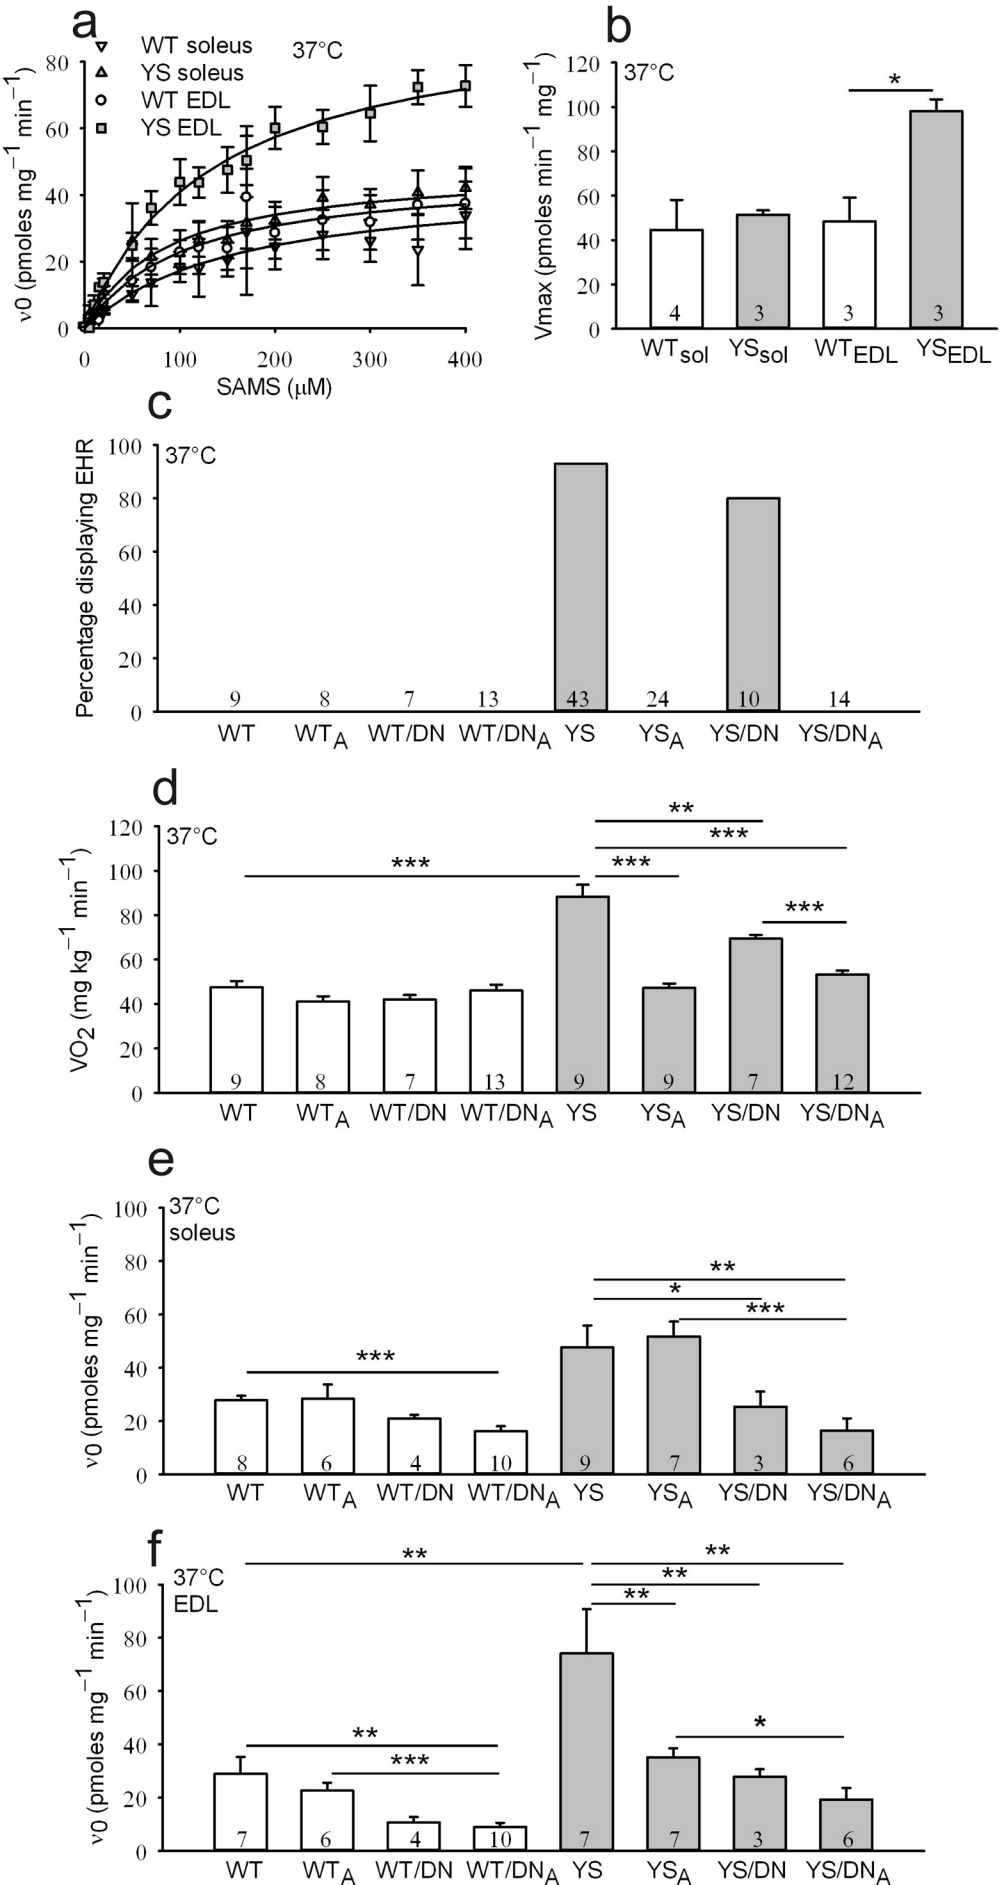 a
WT soleus
YS soleus
WT EDL
YS EDL
37°C
80
60
40
20
0
ν0 (pmoles mg⁻¹ min⁻¹)
0 100 200 300 400
SAMS (μM)
b
37°C
*
120
100
80
60
40
20
0
Vmax (pmoles min⁻¹ mg⁻¹)
4 3 3 3
WTsol YSsol WTEDL YSEDL
c
37°C
100
80
60
40
20
0
Percentage displaying EHR
9 8 7 13 43 24 10 14
WT WTA WT/DN WT/DNA YS YSA YS/DN YS/DNA
d
37°C
**
***
*** ***
***
120
100
80
60
40
20
0
VO2 (mg kg⁻¹ min⁻¹)
9 8 7 13 9 9 7 12
WT WTA WT/DN WT/DNA YS YSA YS/DN YS/DNA
e
37°C
soleus
**
*
***
***
100
80
60
40
20
0
ν0 (pmoles mg⁻¹ min⁻¹)
8 6 4 10 9 7 3 6
WT WTA WT/DN WT/DNA YS YSA YS/DN YS/DNA
f
37°C
EDL
** **
**
**
*
**
***
100
80
60
40
20
0
ν0 (pmoles mg⁻¹ min⁻¹)
7 6 4 10 7 7 3 6
WT WTA WT/DN WT/DNA YS YSA YS/DN YS/DNA